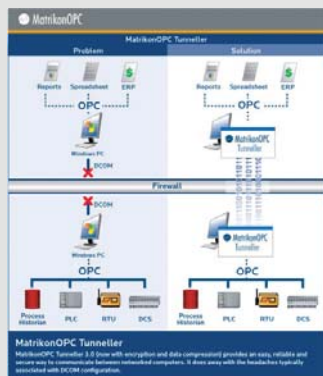 MatrikonOPC
MatrikonOPC Tunneller
Problem
Solution
Reports Spreadsheet ERP
OPC
Windows PC
DCOM
Reports Spreadsheet ERP
OPC
MatrikonOPC
Tunneller
Firewall
DCOM
Windows PC
OPC
Process
Historian
PLC
RTU
DCS
MatrikonOPC
Tunneller
OPC
Process
Historian
PLC
RTU
DCS
MatrikonOPC Tunneller
MatrikonOPC Tunneller 3.0 (now with encryption and data compression) provides an easy, reliable and
secure way to communicate between networked computers. It does away with the headaches typically
associated with DCOM configuration.